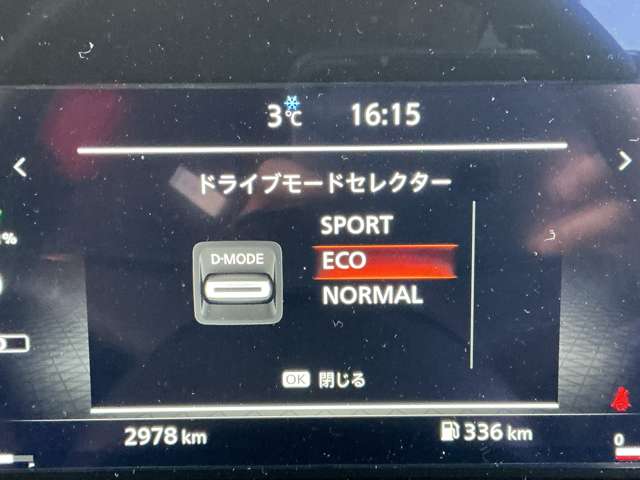 3℃ 16:15
ドライブモードセレクター
SPORT
D-MODE
ECO
NORMAL
%
OK 閉じる
2978 km 336 km
0